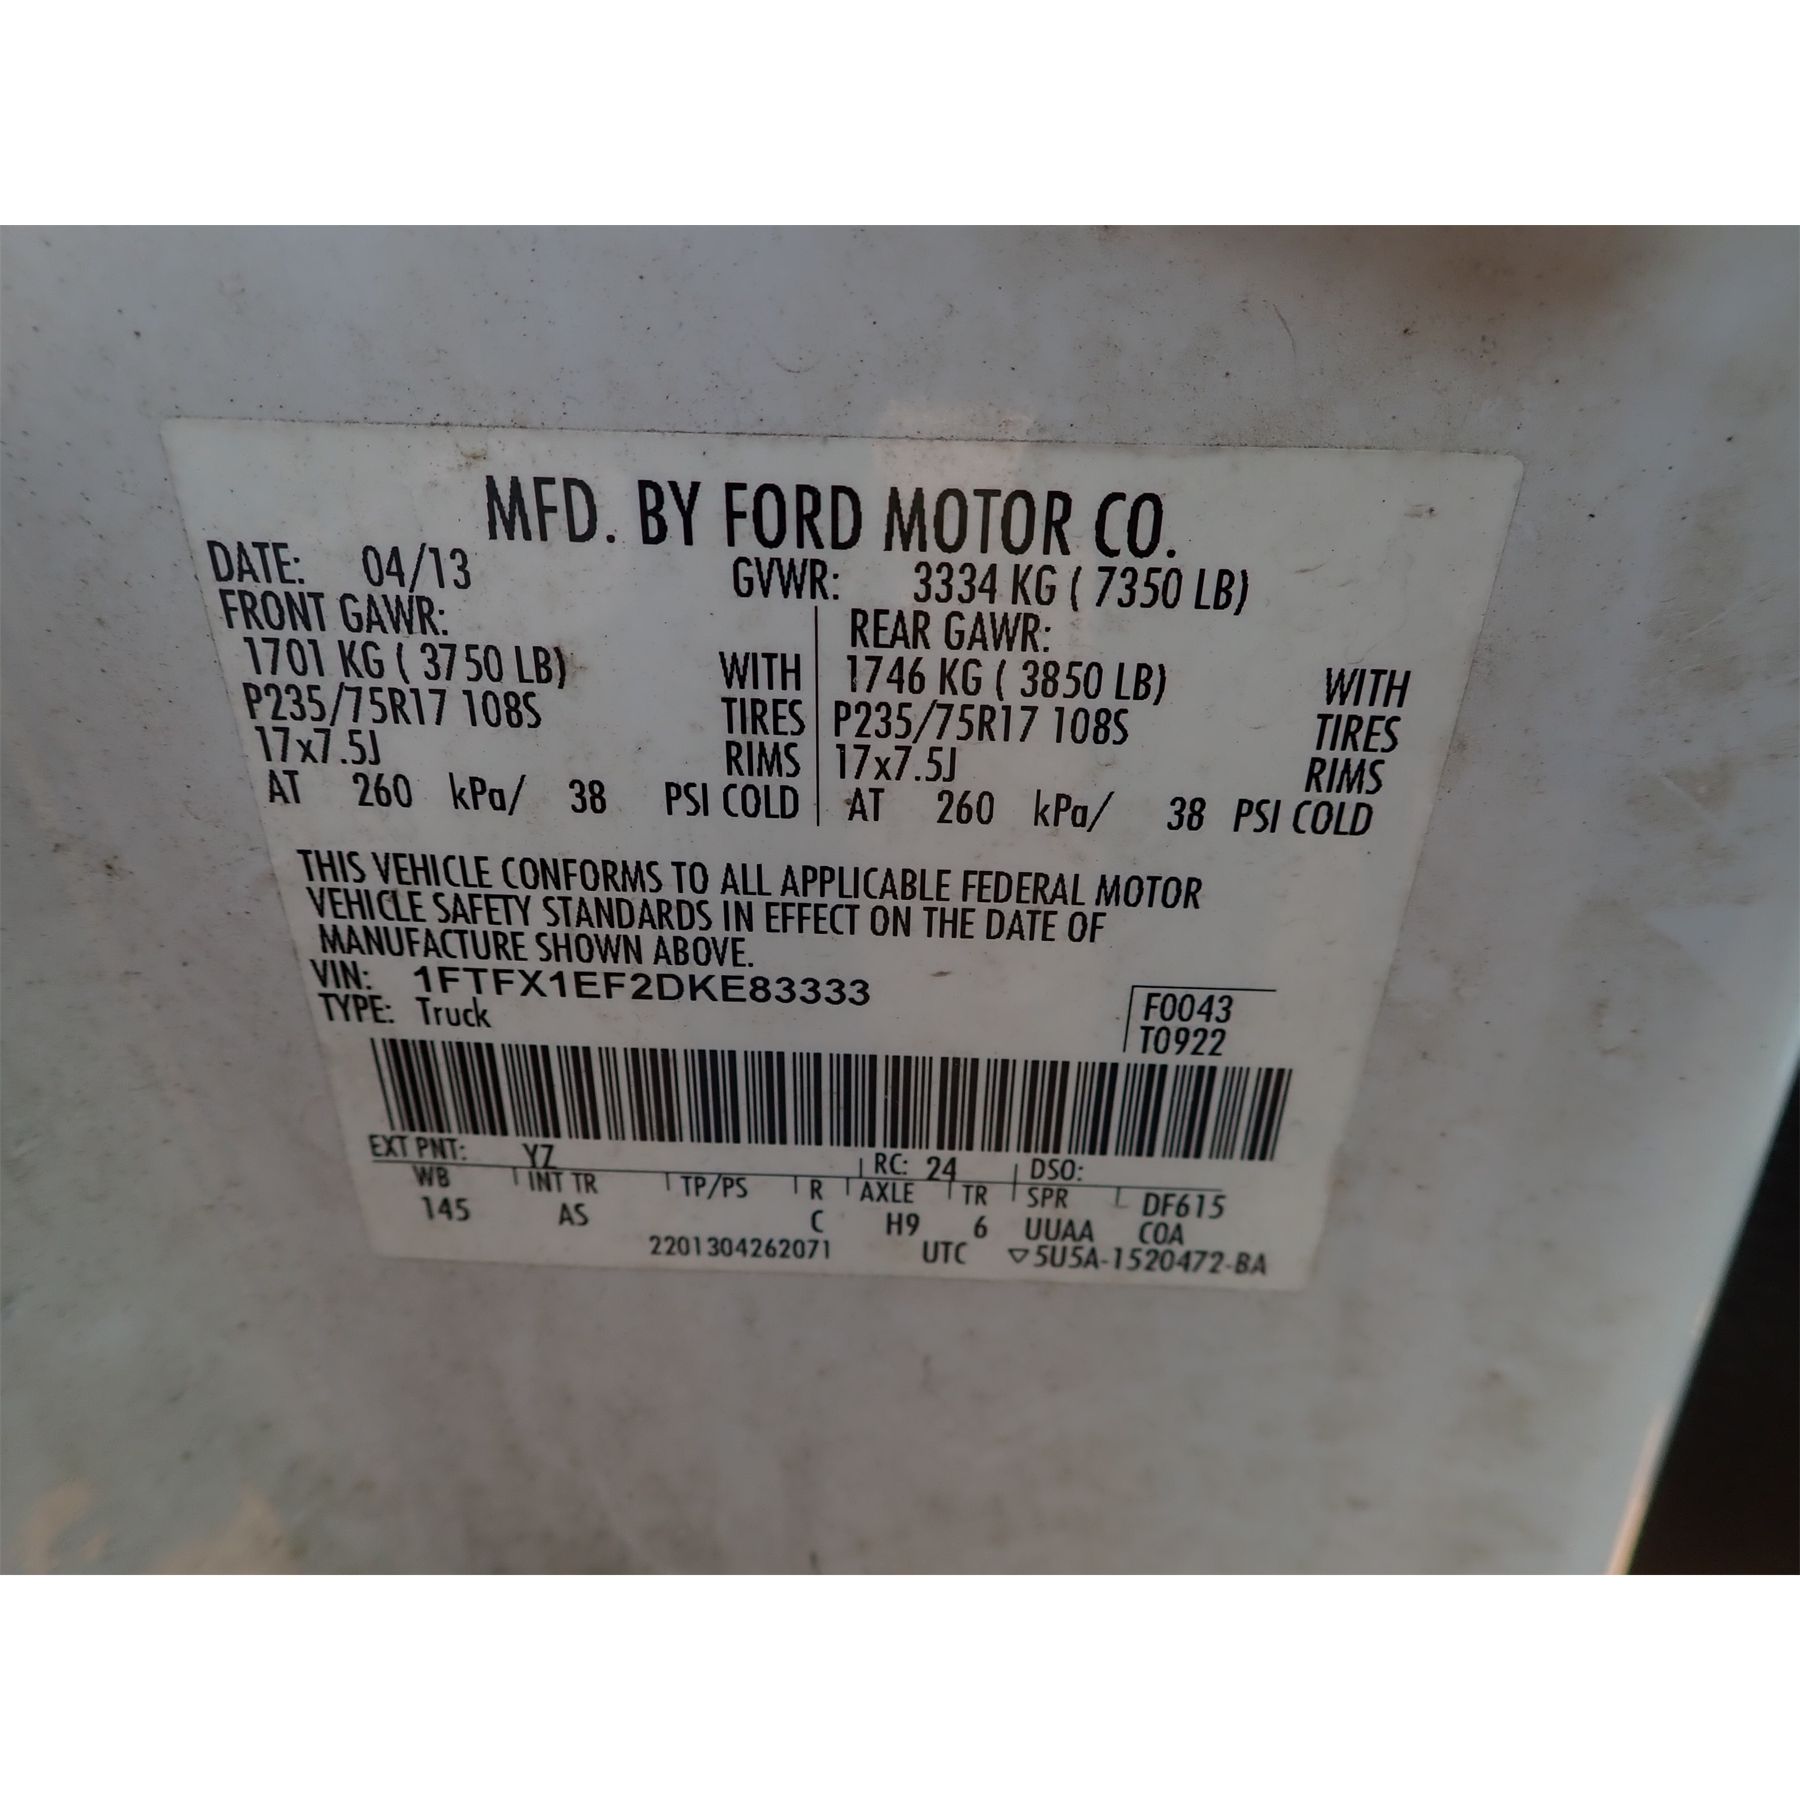 MFD. BY FORD MOTOR CO.
DATE: 04/13 GVWR: 3334 KG ( 7350 LB)
FRONT GAWR: REAR GAWR:
1701 KG ( 3750 LB) WITH 1746 KG ( 3850 LB) WITH
P235/75R17 108S TIRES P235/75R17 108S TIRES
17x7.5J RIMS 17x7.5J RIMS
AT 260 kPa/ 38 PSI COLD AT 260 kPa/ 38 PSI COLD
THIS VEHICLE CONFORMS TO ALL APPLICABLE FEDERAL MOTOR
VEHICLE SAFETY STANDARDS IN EFFECT ON THE DATE OF
MANUFACTURE SHOWN ABOVE.
VIN: 1FTFX1EF2DKE83333
TYPE: Truck
F0043
T0922
EXT PNT: YZ RC: 24 DSO:
WB INT TR TP/PS R AXLE TR SPR DF615
145 AS C H9 6 UUAA COA
2201304262071 UTC ▽5U5A-1520472-BA